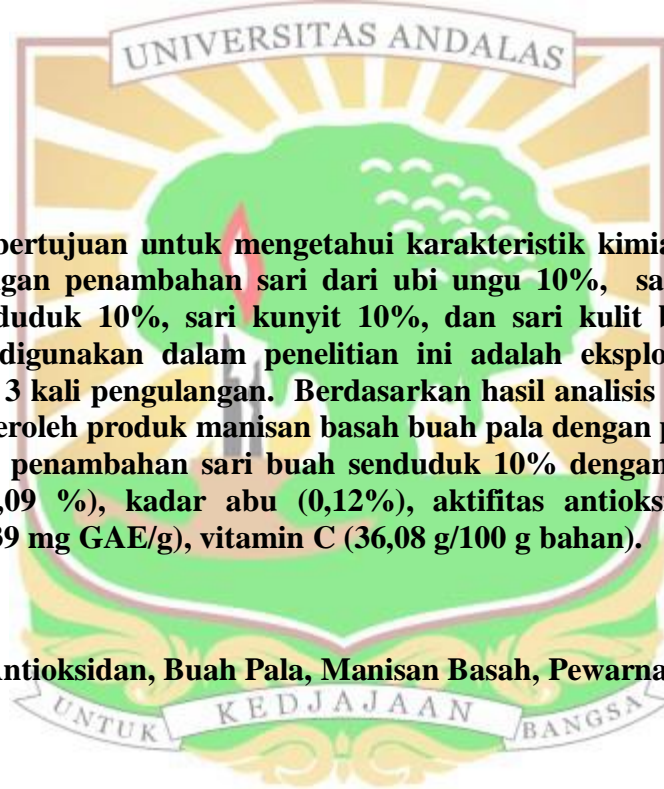 UNIVERSITAS ANDALAS
bertujuan untuk mengetahui karakteristik kimia
gan penambahan sari dari ubi ungu 10%, sa
duduk 10%, sari kunyit 10%, dan sari kulit b
digunakan dalam penelitian ini adalah eksplo
3 kali pengulangan. Berdasarkan hasil analisis
eroleh produk manisan basah buah pala dengan p
penambahan sari buah senduduk 10% dengan
,09 %), kadar abu (0,12%), aktifitas antioks
39 mg GAE/g), vitamin C (36,08 g/100 g bahan).
Antioksidan, Buah Pala, Manisan Basah, Pewarna
UNTUK KEDJAJAAN BANGSA